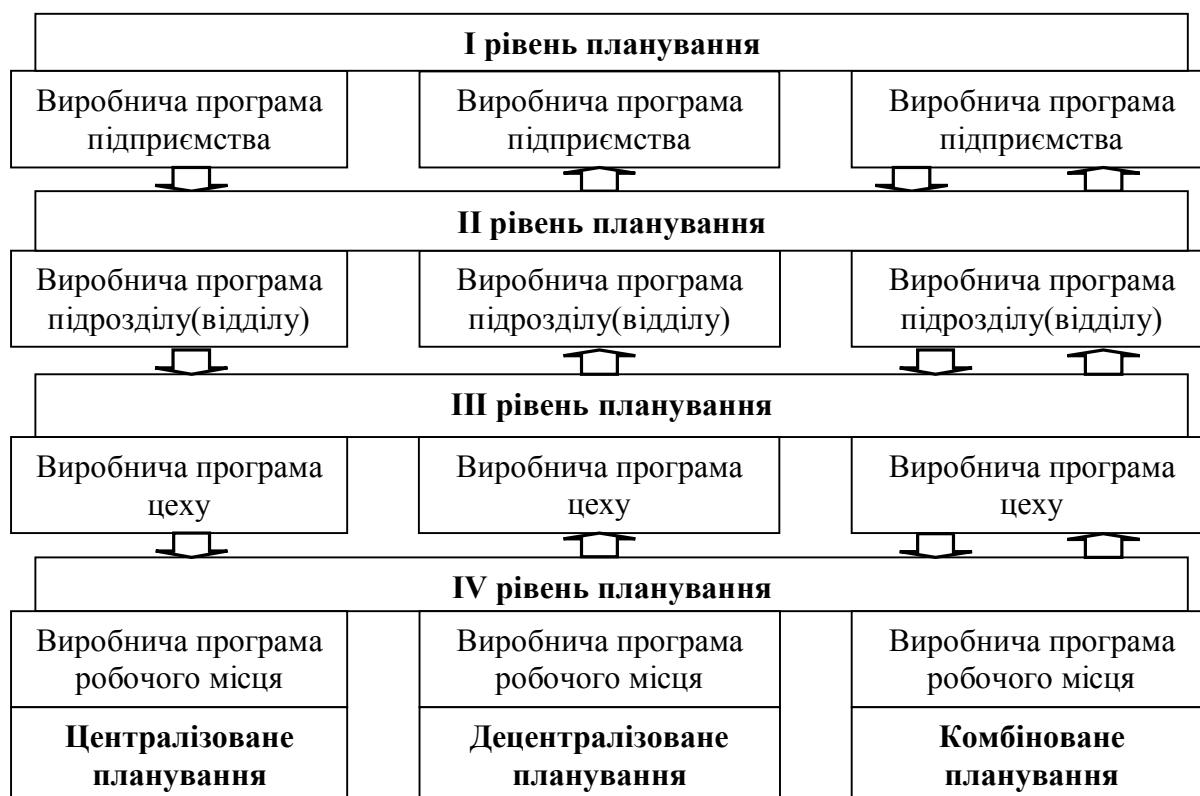 I рівень планування
Виробнича програма
підприємства
Виробнича програма
підприємства
Виробнича програма
підприємства
II рівень планування
Виробнича програма
підрозділу(відділу)
Виробнича програма
підрозділу(відділу)
Виробнича програма
підрозділу(відділу)
III рівень планування
Виробнича програма
цеху
Виробнича програма
цеху
Виробнича програма
цеху
IV рівень планування
Виробнича програма
робочого місця
Виробнича програма
робочого місця
Виробнича програма
робочого місця
Централізоване
планування
Децентралізоване
планування
Комбіноване
планування